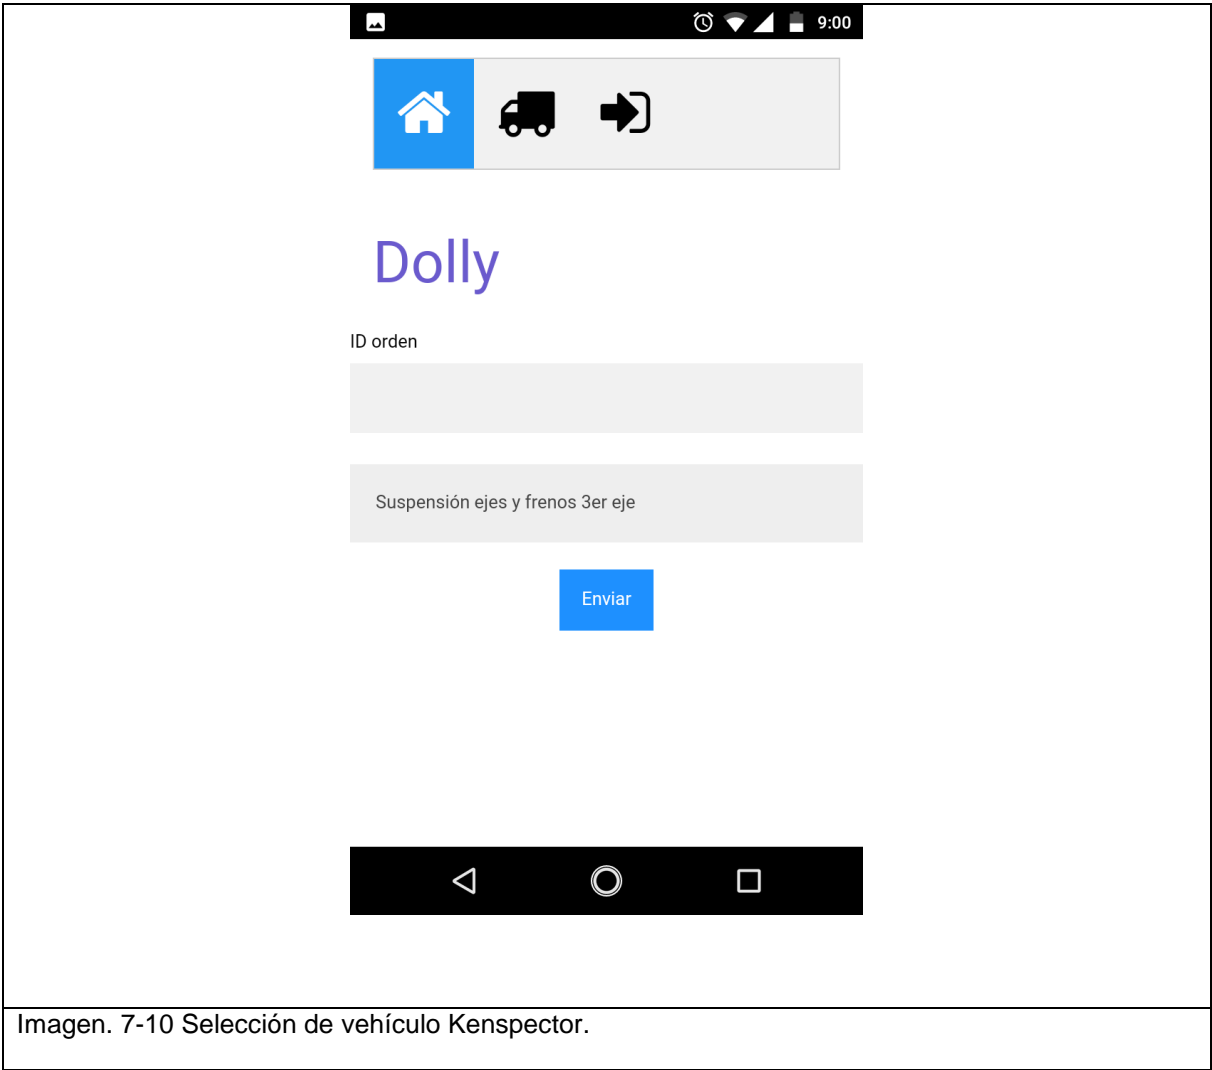 9:00
Dolly
ID orden
Suspensión ejes y frenos 3er eje
Enviar
Imagen. 7-10 Selección de vehículo Kenspector.